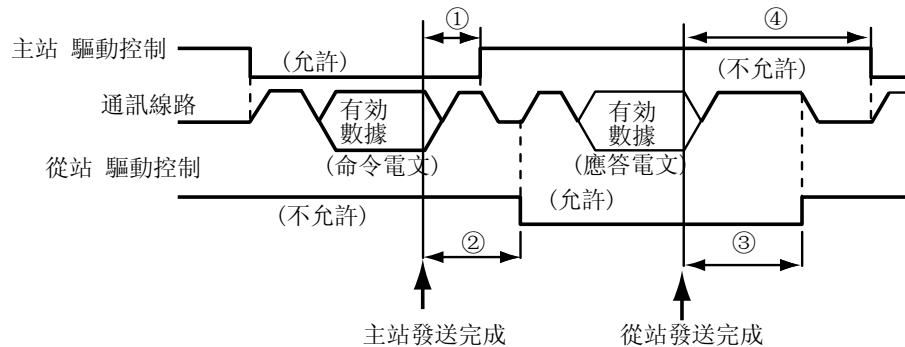 ① ④
主站 驅動控制
(允許) (不允許)
通訊線路
有効
數據
有効
數據
(命令電文) (應答電文)
從站 驅動控制
(不允許) (允許)
② ③
主站發送完成 從站發送完成